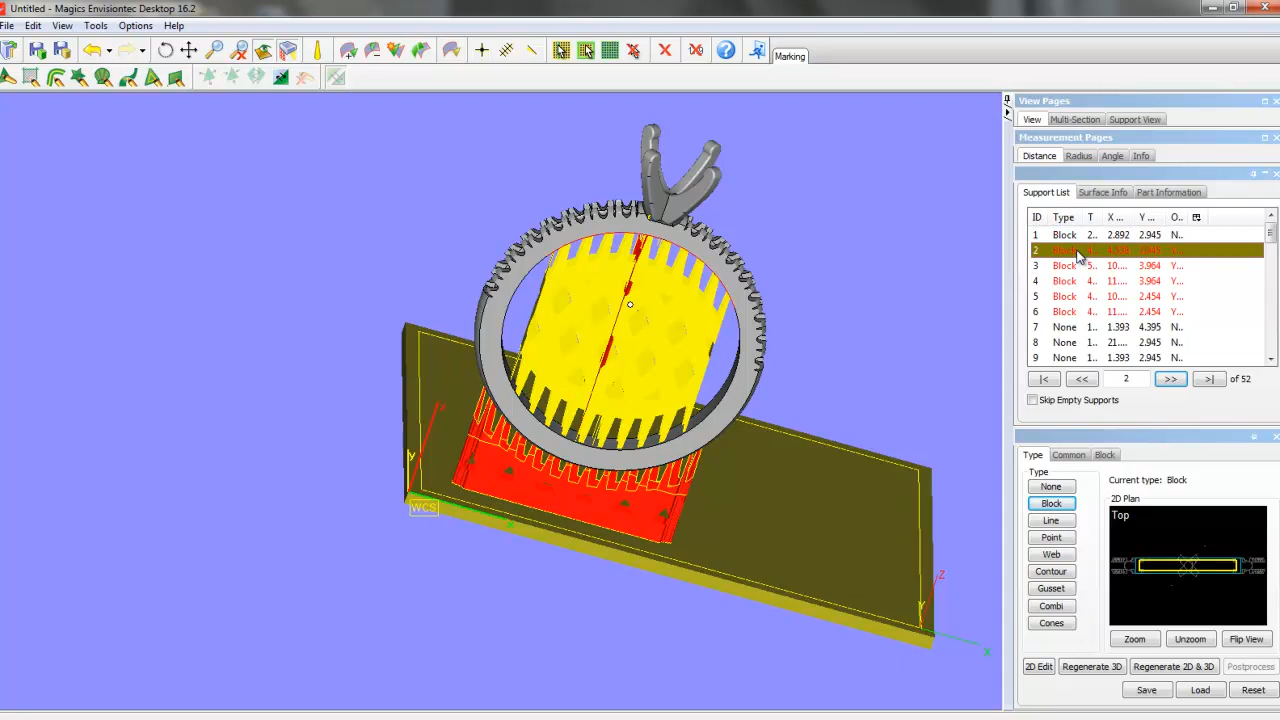 Untitled - Magics Envisiontec Desktop 16.2
File Edit View Tools Options Help
Marking
View Pages
View Multi-Section Support View
Measurement Pages
Distance Radius Angle Info
Support List Surface Info Part Information
ID Type T X ... Y ... O..
1 Block 2.. 2.892 2.945 N..
2 Block Y...
3 Block 5.. 10.... 3.964 Y...
4 Block 4.. 11.... 3.964 Y...
5 Block 4.. 10.... 2.454 Y...
6 Block 4.. 11.... 2.454 Y...
7 None 1.. 1.393 4.395 N..
8 None 1.. 21.... 2.945 N..
9 None 1.. 1.393 2.945 N..
|< << 2 >> >| of 52
Skip Empty Supports
Type Common Block
Type
None
Block
Line
Point
Web
Contour
Gusset
Combi
Cones
Current type: Block
2D Plan
Top
Zoom Unzoom Flip View
2D Edit Regenerate 3D Regenerate 2D & 3D Postprocess
Save Load Reset
Y
WCS
X
Z
Y
X